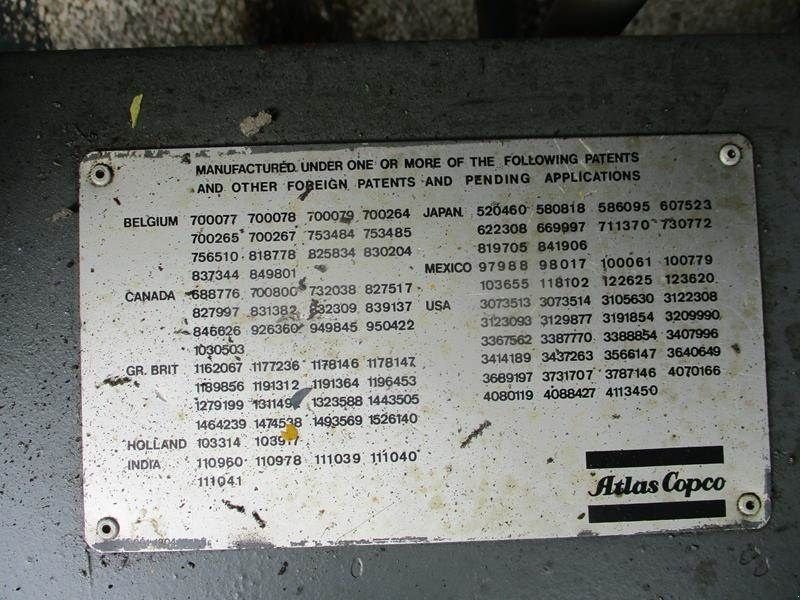 MANUFACTURED UNDER ONE OR MORE OF THE FOLLOWING PATENTS
AND OTHER FOREIGN PATENTS AND PENDING APPLICATIONS
BELGIUM 700077 700078 700079 700264
700265 700267 753484 753485
756510 818778 825834 830204
837344 849801
CANADA 688776 700800 732038 827517
827997 831382 832309 839137
846626 926360 949845 950422
1030503
GR. BRIT 1162067 1177236 1178146 1178147
1189856 1191312 1191364 1196453
1279199 1323588 1443505
1464239 1474538 1493569 1526140
HOLLAND 103314
INDIA 110960 110978 111039 111040
111041
JAPAN. 520460 580818 586095 607523
622308 669997 711370 730772
819705 841906
MEXICO 97988 98017 100061 100779
103655 118102 122625 123620
USA 3073513 3073514 3105630 3122308
3123093 3129877 3191854 3209990
3367562 3387770 3388854 3407996
3414189 3437263 3566147 3640649
3689197 3731707 3787146 4070166
4080119 4088427 4113450
Atlas Copco